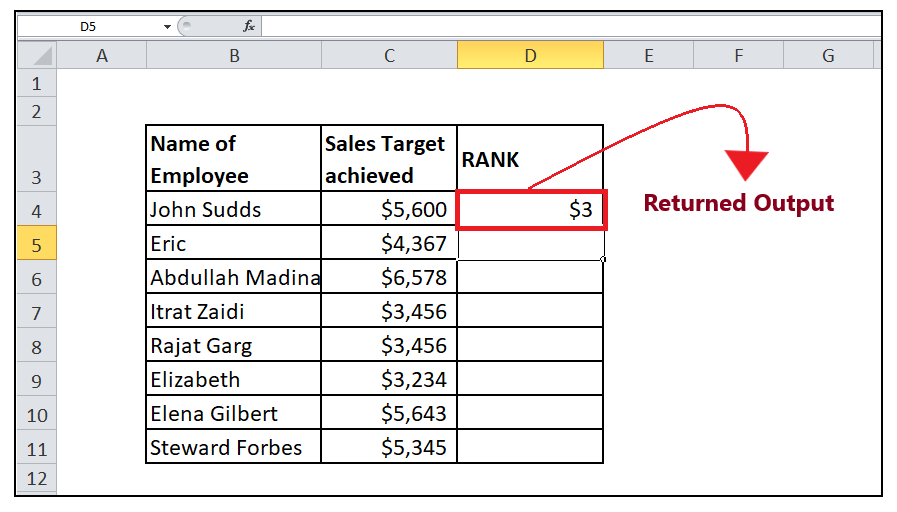 D5 fx
A B C D E F G
1
2
Name of Sales Target
RANK
3 Employee achieved
4 John Sudds $5,600 $3 Returned Output
5 Eric $4,367
6 Abdullah Madina $6,578
7 Itrat Zaidi $3,456
8 Rajat Garg $3,456
9 Elizabeth $3,234
10 Elena Gilbert $5,643
11 Steward Forbes $5,345
12